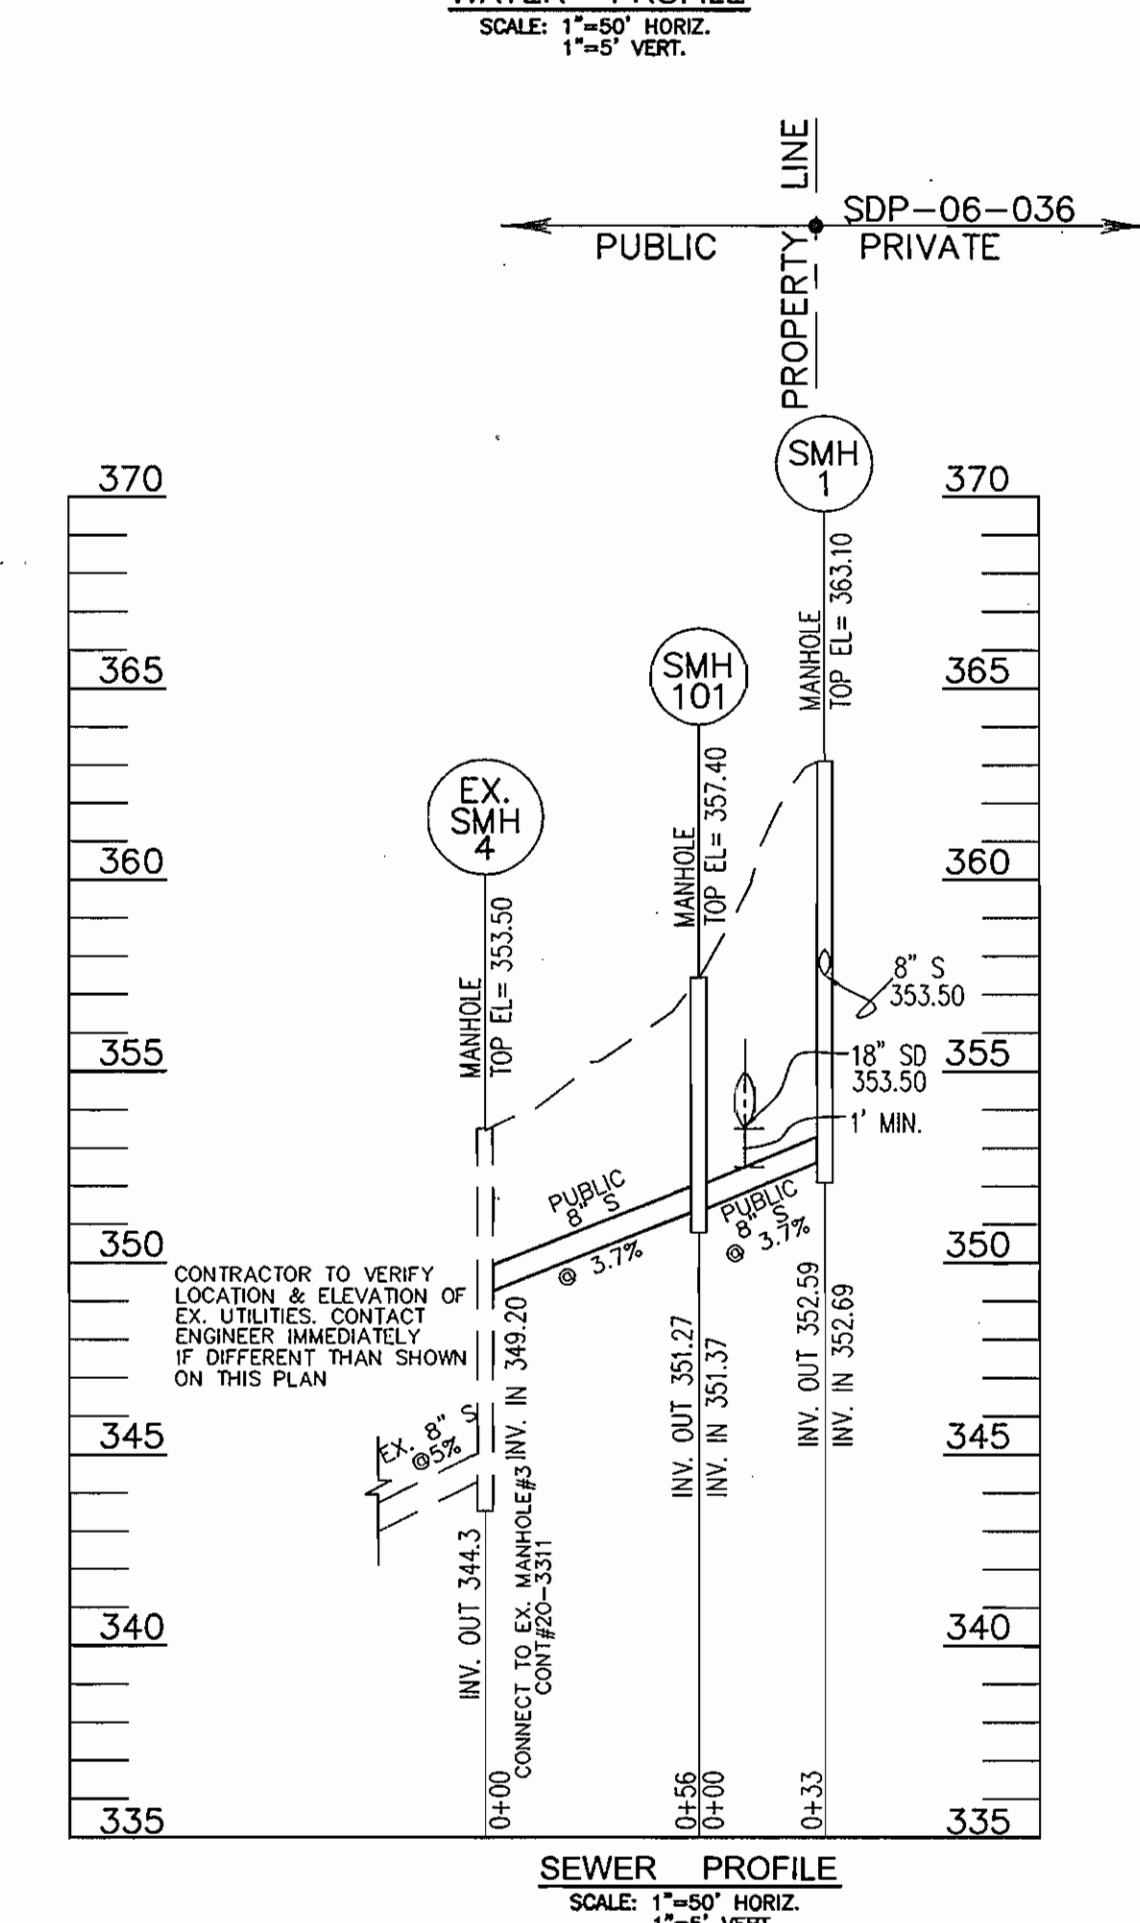 WATER PROFILE
SCALE: 1"=50' HORIZ.
1"=5' VERT.
PROPERTY LINE
SDP-06-036
PUBLIC
PRIVATE
SMH
1
370
370
MANHOLE
TOP EL= 363.10
SMH
101
365
365
MANHOLE
TOP EL= 357.40
EX.
SMH
4
360
360
MANHOLE
TOP EL= 353.50
8" S
353.50
355
355
18" SD
353.50
1' MIN.
PUBLIC
8" S
@ 3.7%
PUBLIC
8" S
@ 3.7%
350
350
CONTRACTOR TO VERIFY
LOCATION & ELEVATION OF
EX. UTILITIES. CONTACT
ENGINEER IMMEDIATELY
IF DIFFERENT THAN SHOWN
ON THIS PLAN
INV. IN 349.20
INV. OUT 351.27
INV. IN 351.37
INV. OUT 352.59
INV. IN 352.69
345
345
EX. 8" S
@5%
INV. OUT 344.3
CONNECT TO EX. MANHOLE#3
CONT#20-3311
340
340
0+00
0+56
0+00
0+33
335
335
SEWER PROFILE
SCALE: 1"=50' HORIZ.
1"=5' VERT.